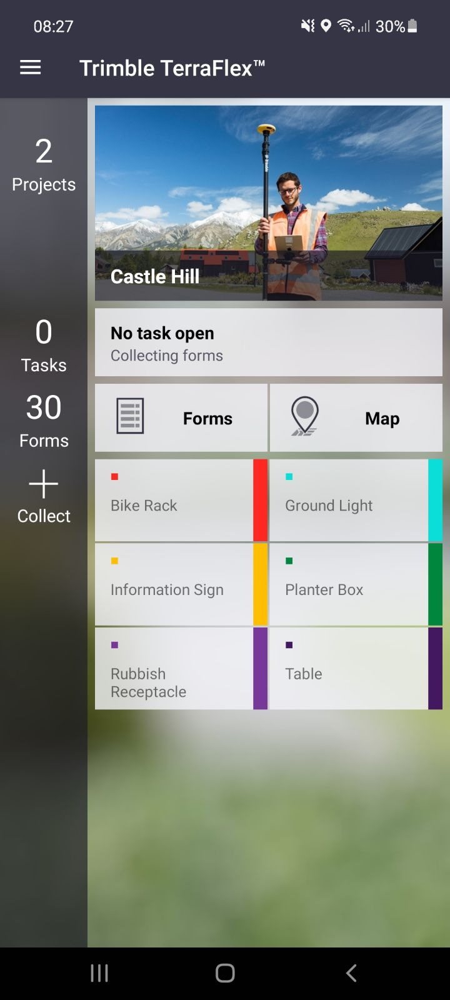 08:27
30%
Trimble TerraFlex™
2
Projects
Castle Hill
0
Tasks
No task open
Collecting forms
30
Forms
Forms
Map
Collect
Bike Rack
Ground Light
Information Sign
Planter Box
Rubbish
Receptacle
Table